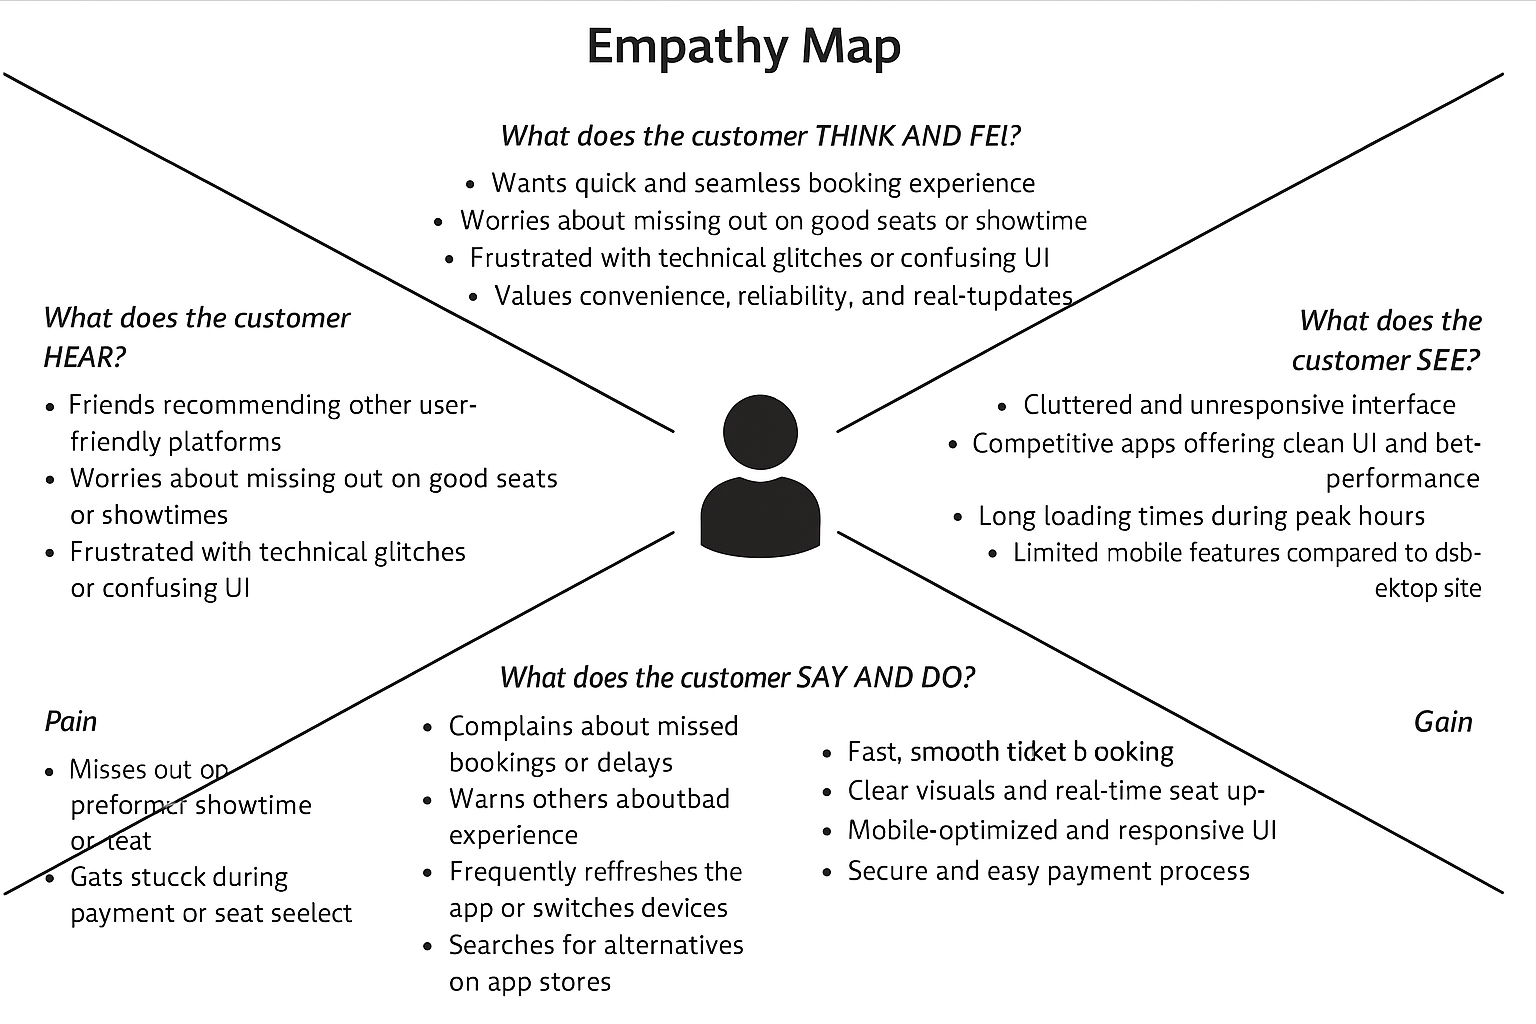 Empathy Map
What does the customer THINK AND FEl?
• Wants quick and seamless booking experience
• Worries about missing out on good seats or showtime
• Frustrated with technical glitches or confusing UI
• Values convenience, reliability, and real-tupdates
What does the customer
HEAR?
• Friends recommending other user-
friendly platforms
• Worries about missing out on good seats
or showtimes
• Frustrated with technical glitches
or confusing UI
What does the
customer SEE?
• Cluttered and unresponsive interface
• Competitive apps offering clean UI and bet-
performance
• Long loading times during peak hours
• Limited mobile features compared to dsb-
ektop site
What does the customer SAY AND DO?
• Complains about missed
bookings or delays
• Warns others aboutbad
experience
• Frequently reffreshes the
app or switches devices
• Searches for alternatives
on app stores
Pain
• Misses out on
showtime
or
• Gats stucck during
payment or seat seelect
Gain
• Fast, smooth ticket b ooking
• Clear visuals and real-time seat up-
• Mobile-optimized and responsive UI
• Secure and easy payment process